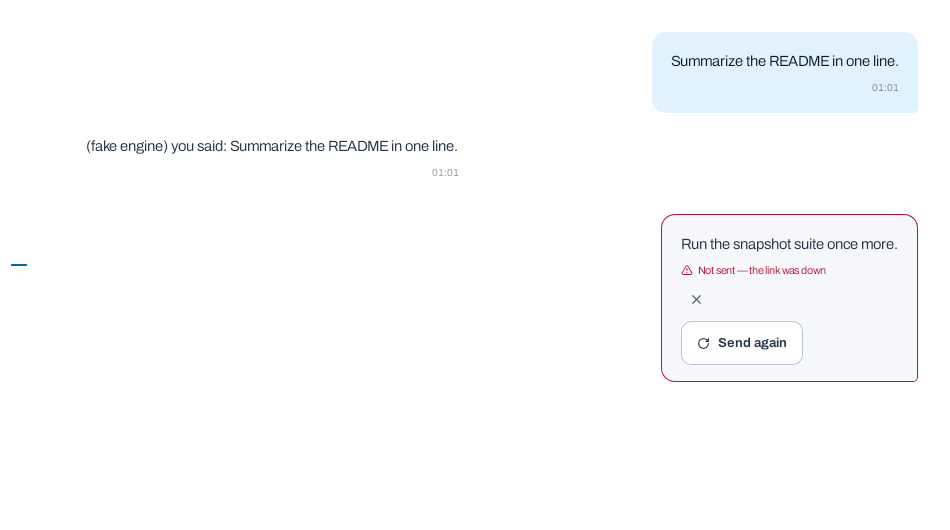 Summarize the README in one line.
01:01
(fake engine) you said: Summarize the README in one line.
01:01
Run the snapshot suite once more.
Not sent — the link was down
Send again